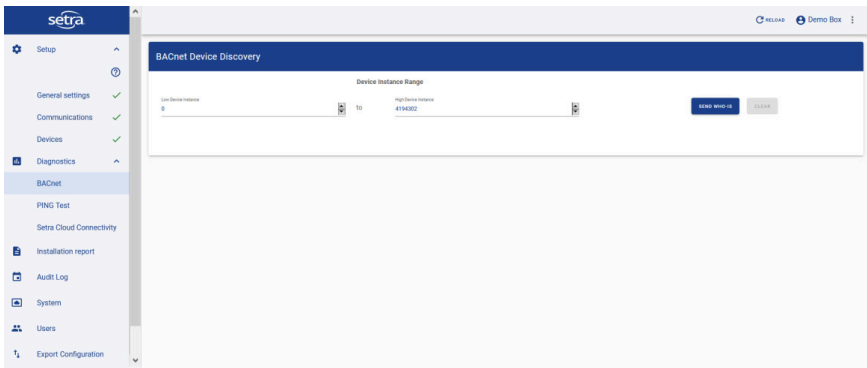 setra
RELOAD
Demo Box
Setup
General settings
Communications
Devices
Diagnostics
BACnet
PING Test
Setra Cloud Connectivity
Installation report
Audit Log
System
Users
Export Configuration
BACnet Device Discovery
Device Instance Range
Low Device Instance
0
To
High Device Instance
4194302
SEND WHO-IS
CLEAR